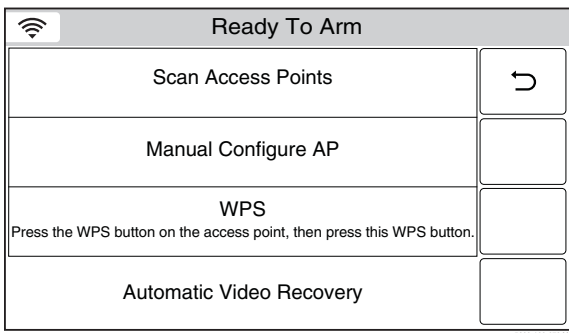 Ready To Arm
Scan Access Points
Manual Configure AP
WPS
Press the WPS button on the access point, then press this WPS button.
Automatic Video Recovery